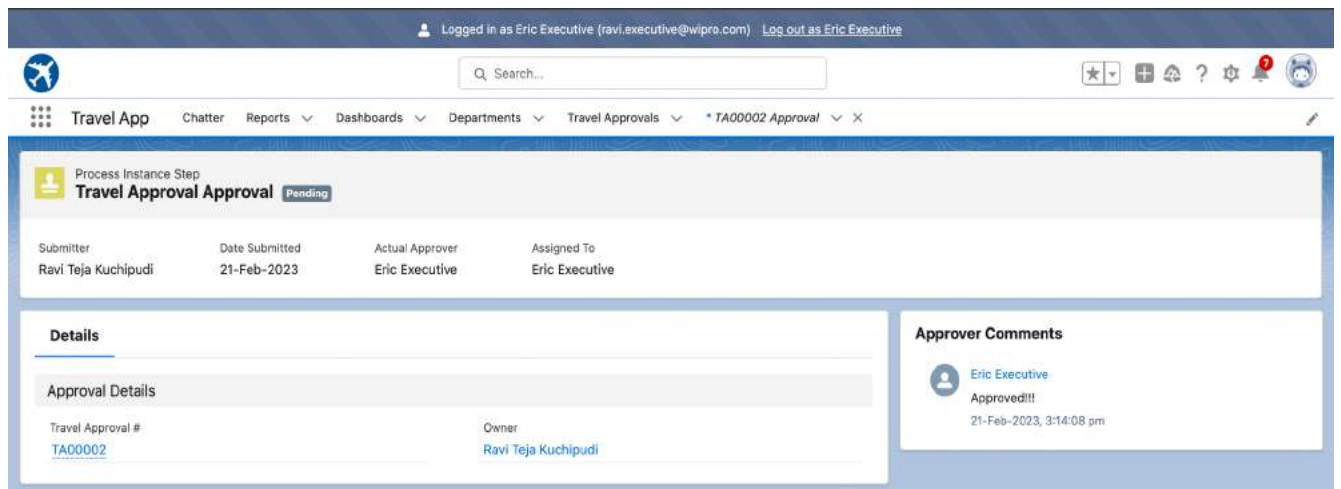 Logged in as Eric Executive (ravi.executive@wipro.com) Log out as Eric Executive
Search...
7
Travel App Chatter Reports Dashboards Departments Travel Approvals * TA00002 Approval
Process Instance Step
Travel Approval Approval Pending
Submitter Date Submitted Actual Approver Assigned To
Ravi Teja Kuchipudi 21-Feb-2023 Eric Executive Eric Executive
Details
Approval Details
Travel Approval # Owner
TA00002 Ravi Teja Kuchipudi
Approver Comments
Eric Executive
Approved!!!
21-Feb-2023, 3:14:08 pm